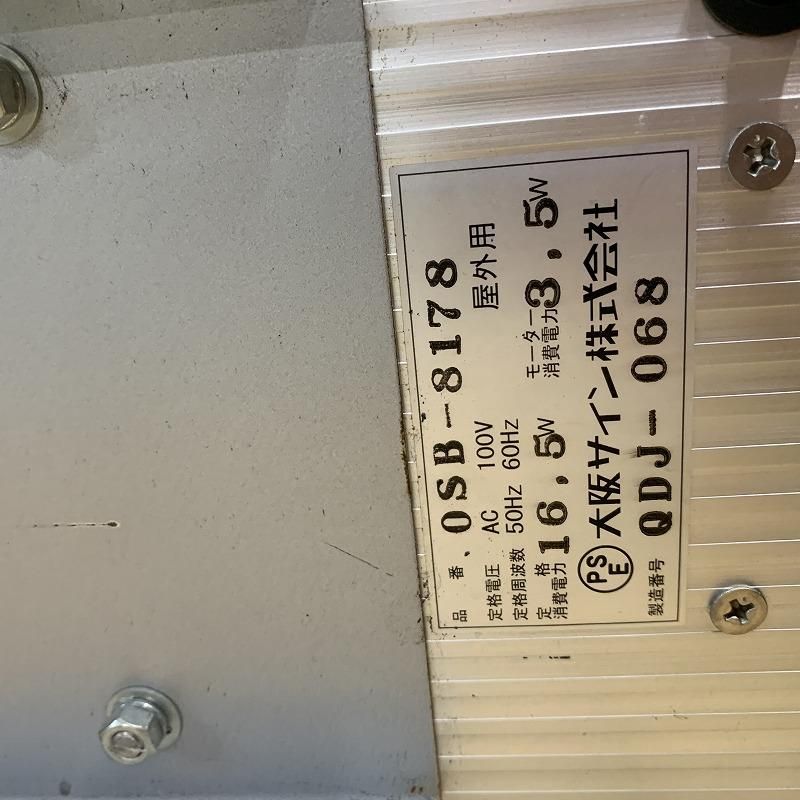 品番 OSB-8178
定格電圧 AC 100V 屋外用
定格周波数 50Hz 60Hz
定格消費電力 16.5W モーター消費電力 3.5W
PSE 大阪サイン株式会社
製造番号 QDJ-068